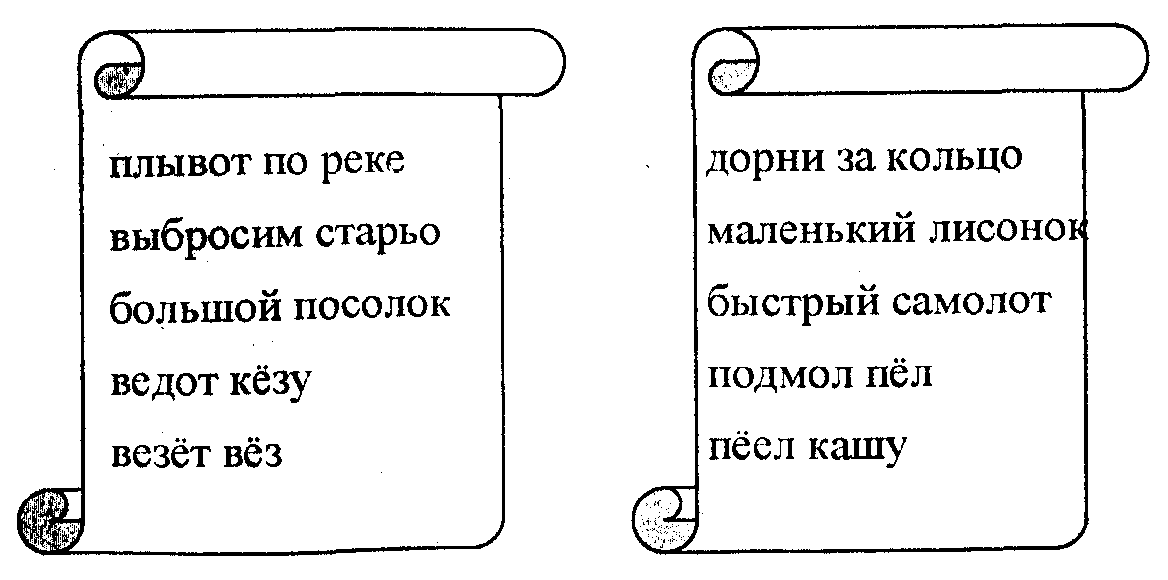 плывот по реке
выбросим старьо
большой посолок
ведот кёзу
везёт вёз
дорни за кольцо
маленький лисонок
быстрый самолот
подмол пёл
пёел кашу